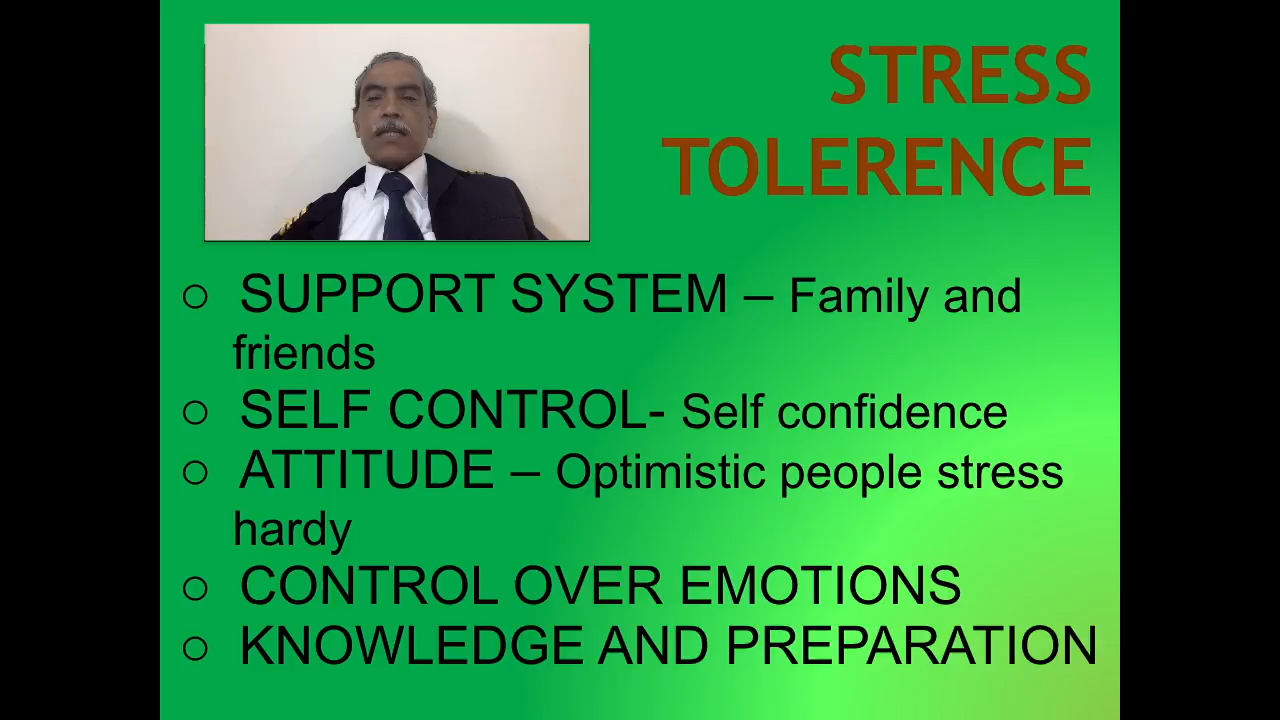 STRESS
TOLERENCE
○ SUPPORT SYSTEM – Family and
friends
○ SELF CONTROL- Self confidence
○ ATTITUDE – Optimistic people stress
hardy
○ CONTROL OVER EMOTIONS
○ KNOWLEDGE AND PREPARATION